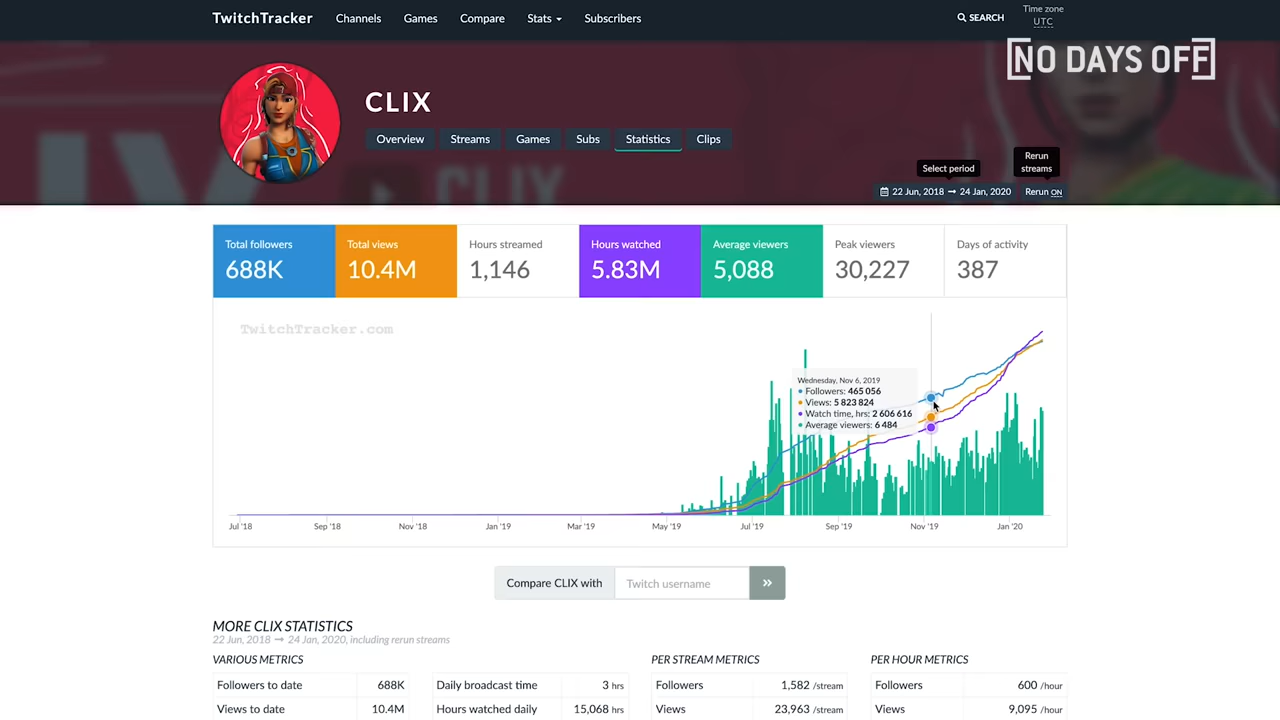 TwitchTracker Channels Games Compare Stats Subscribers SEARCH Time zone
UTC
[NO DAYS OFF]
CLIX
Overview Streams Games Subs Statistics Clips
Select period
Rerun
streams
22 Jun, 2018 → 24 Jan, 2020 Rerun ON
CLIX
Total followers Total views Hours streamed Hours watched Average viewers Peak viewers Days of activity
688K 10.4M 1,146 5.83M 5,088 30,227 387
TwitchTracker.com
Wednesday, Nov 6, 2019
Followers: 465 056
Views: 5 823 824
Watch time, hrs: 2 606 616
Average viewers: 6 484
Jul '18 Sep '18 Nov '18 Jan '19 Mar '19 May '19 Jul '19 Sep '19 Nov '19 Jan '20
Compare CLIX with Twitch username »
MORE CLIX STATISTICS
22 Jun, 2018 → 24 Jan, 2020, including rerun streams
VARIOUS METRICS PER STREAM METRICS PER HOUR METRICS
Followers to date 688K Daily broadcast time 3 hrs Followers 1,582 /stream Followers 600 /hour
Views to date 10.4M Hours watched daily 15,068 hrs Views 23,963 /stream Views 9,095 /hour